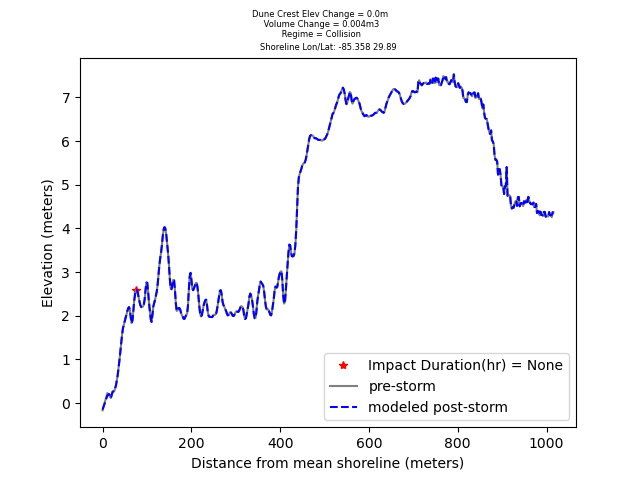 Dune Crest Elev Change = 0.0m
Volume Change = 0.004m3
Regime = Collision
Shoreline Lon/Lat: -85.358 29.89
7
6
5
4
3
2
1
0
Elevation (meters)
Impact Duration(hr) = None
pre-storm
modeled post-storm
0 200 400 600 800 1000
Distance from mean shoreline (meters)